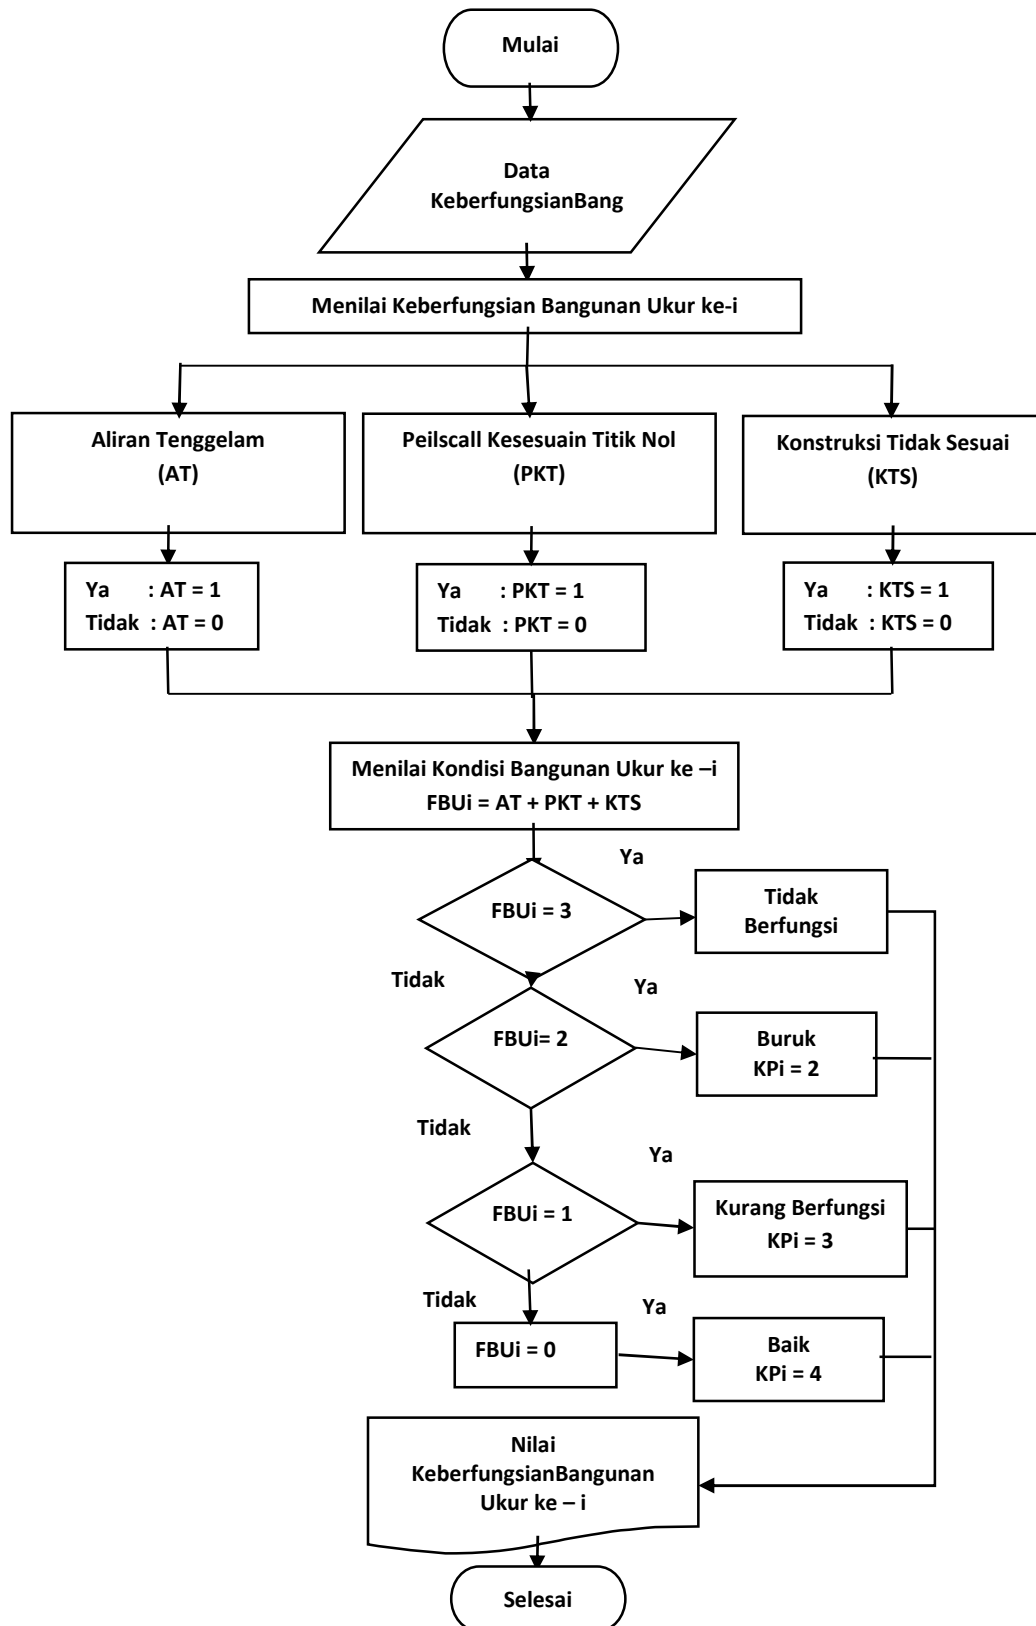 Mulai
Data
KeberfungsianBang
Menilai Keberfungsian Bangunan Ukur ke-i
Aliran Tenggelam
(AT)
Peilscall Kesesuain Titik Nol
(PKT)
Konstruksi Tidak Sesuai
(KTS)
Ya : AT = 1
Tidak : AT = 0
Ya : PKT = 1
Tidak : PKT = 0
Ya : KTS = 1
Tidak : KTS = 0
Menilai Kondisi Bangunan Ukur ke –i
FBUi = AT + PKT + KTS
Ya
FBUi = 3
Tidak
Berfungsi
Tidak
Ya
FBUi= 2
Buruk
KPi = 2
Tidak
Ya
FBUi = 1
Kurang Berfungsi
KPi = 3
Tidak
Ya
FBUi = 0
Baik
KPi = 4
Nilai
KeberfungsianBangunan
Ukur ke – i
Selesai